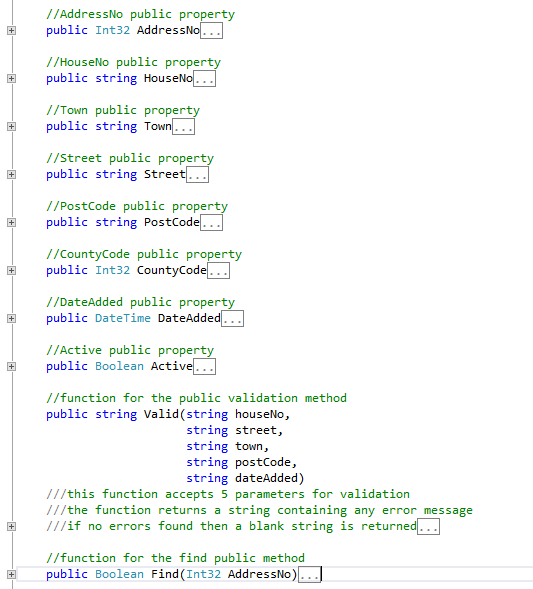 //AddressNo public property
public Int32 AddressNo...
//HouseNo public property
public string HouseNo...
//Town public property
public string Town...
//Street public property
public string Street...
//PostCode public property
public string PostCode...
//CountyCode public property
public Int32 CountyCode...
//DateAdded public property
public DateTime DateAdded...
//Active public property
public Boolean Active...
//function for the public validation method
public string Valid(string houseNo,
string street,
string town,
string postCode,
string dateAdded)
///this function accepts 5 parameters for validation
///the function returns a string containing any error message
///if no errors found then a blank string is returned...
//function for the find public method
public Boolean Find(Int32 AddressNo)...